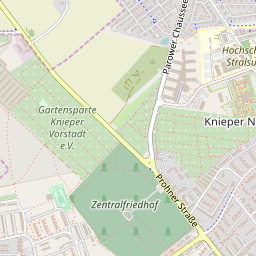 Parower Chaussee
Hochsch
Stralsu
Gartensparte
Knieper
Vorstadt
e.V.
Knieper N
Prohner Straße
Zentralfriedhof